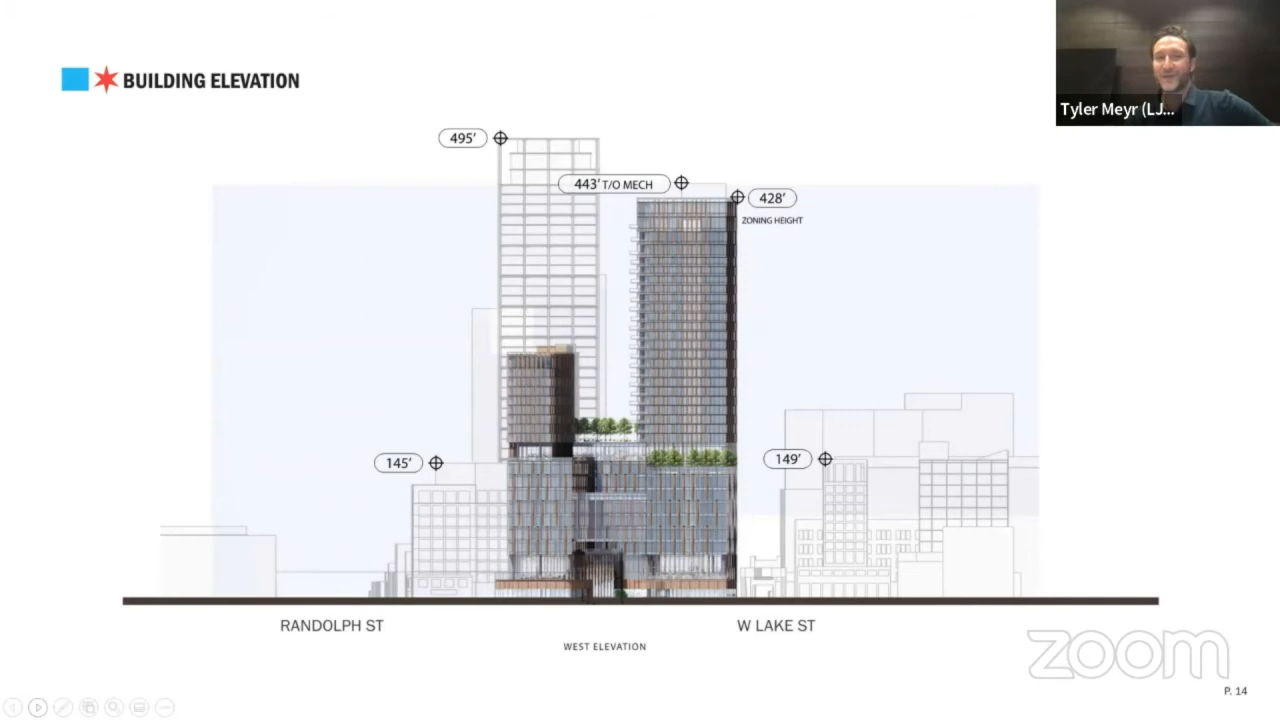 Tyler Meyr (LJ...
BUILDING ELEVATION
495'
443' T/O MECH
428'
ZONING HEIGHT
145'
149'
RANDOLPH ST
W LAKE ST
WEST ELEVATION
zoom
P. 14